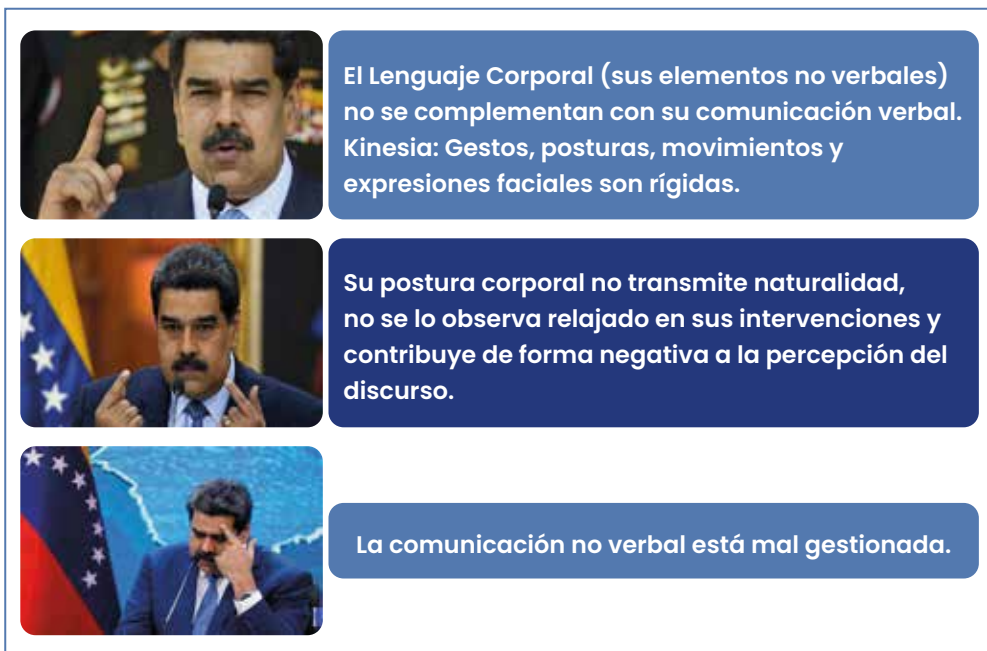 El Lenguaje Corporal (sus elementos no verbales)
no se complementan con su comunicación verbal.
Kinesia: Gestos, posturas, movimientos y
expresiones faciales son rígidas.
Su postura corporal no transmite naturalidad,
no se lo observa relajado en sus intervenciones y
contribuye de forma negativa a la percepción del
discurso.
La comunicación no verbal está mal gestionada.